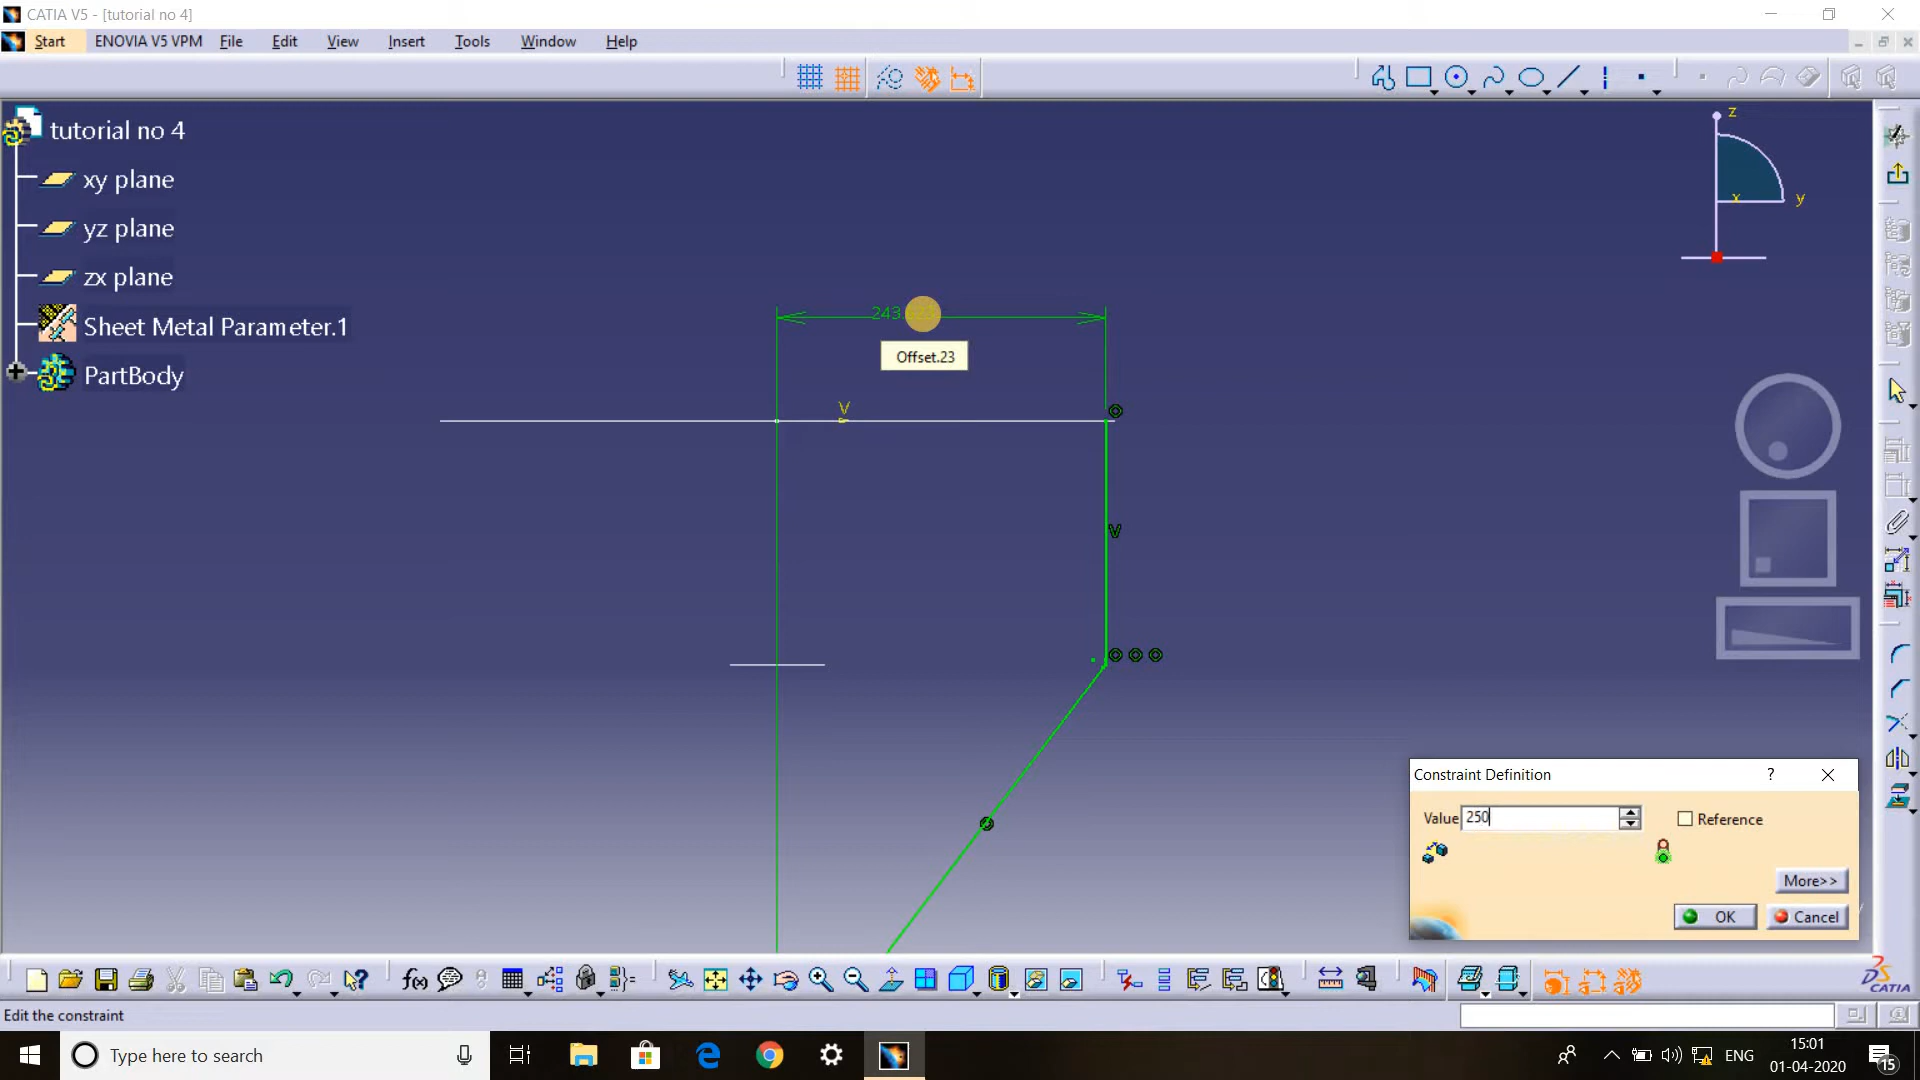 CATIA V5 - [tutorial no 4]
Start ENOVIA V5 VPM File Edit View Insert Tools Window Help
tutorial no 4
xy plane
yz plane
zx plane
Sheet Metal Parameter.1
PartBody
z
x
y
Offset.23
V
V
Constraint Definition ?
Value 250 Reference
More>>
OK Cancel
f(x)
CATIA
Edit the constraint
Type here to search
ENG
15:01
01-04-2020
15